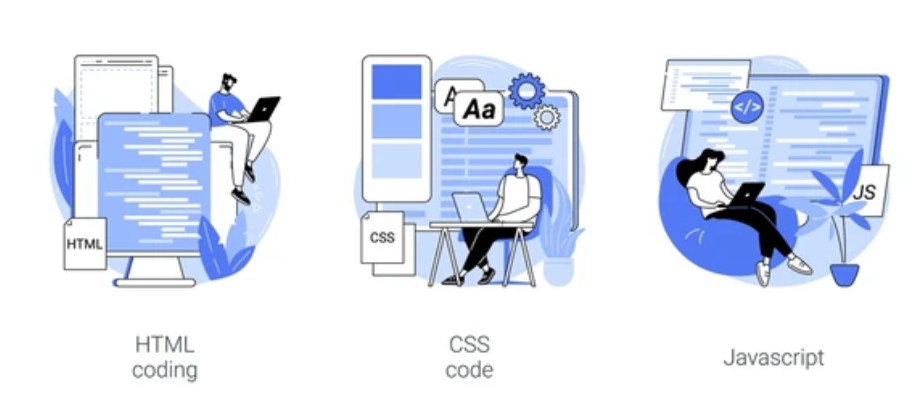 HTML
A
Aa
CSS
</>
JS
HTML
coding
CSS
code
Javascript